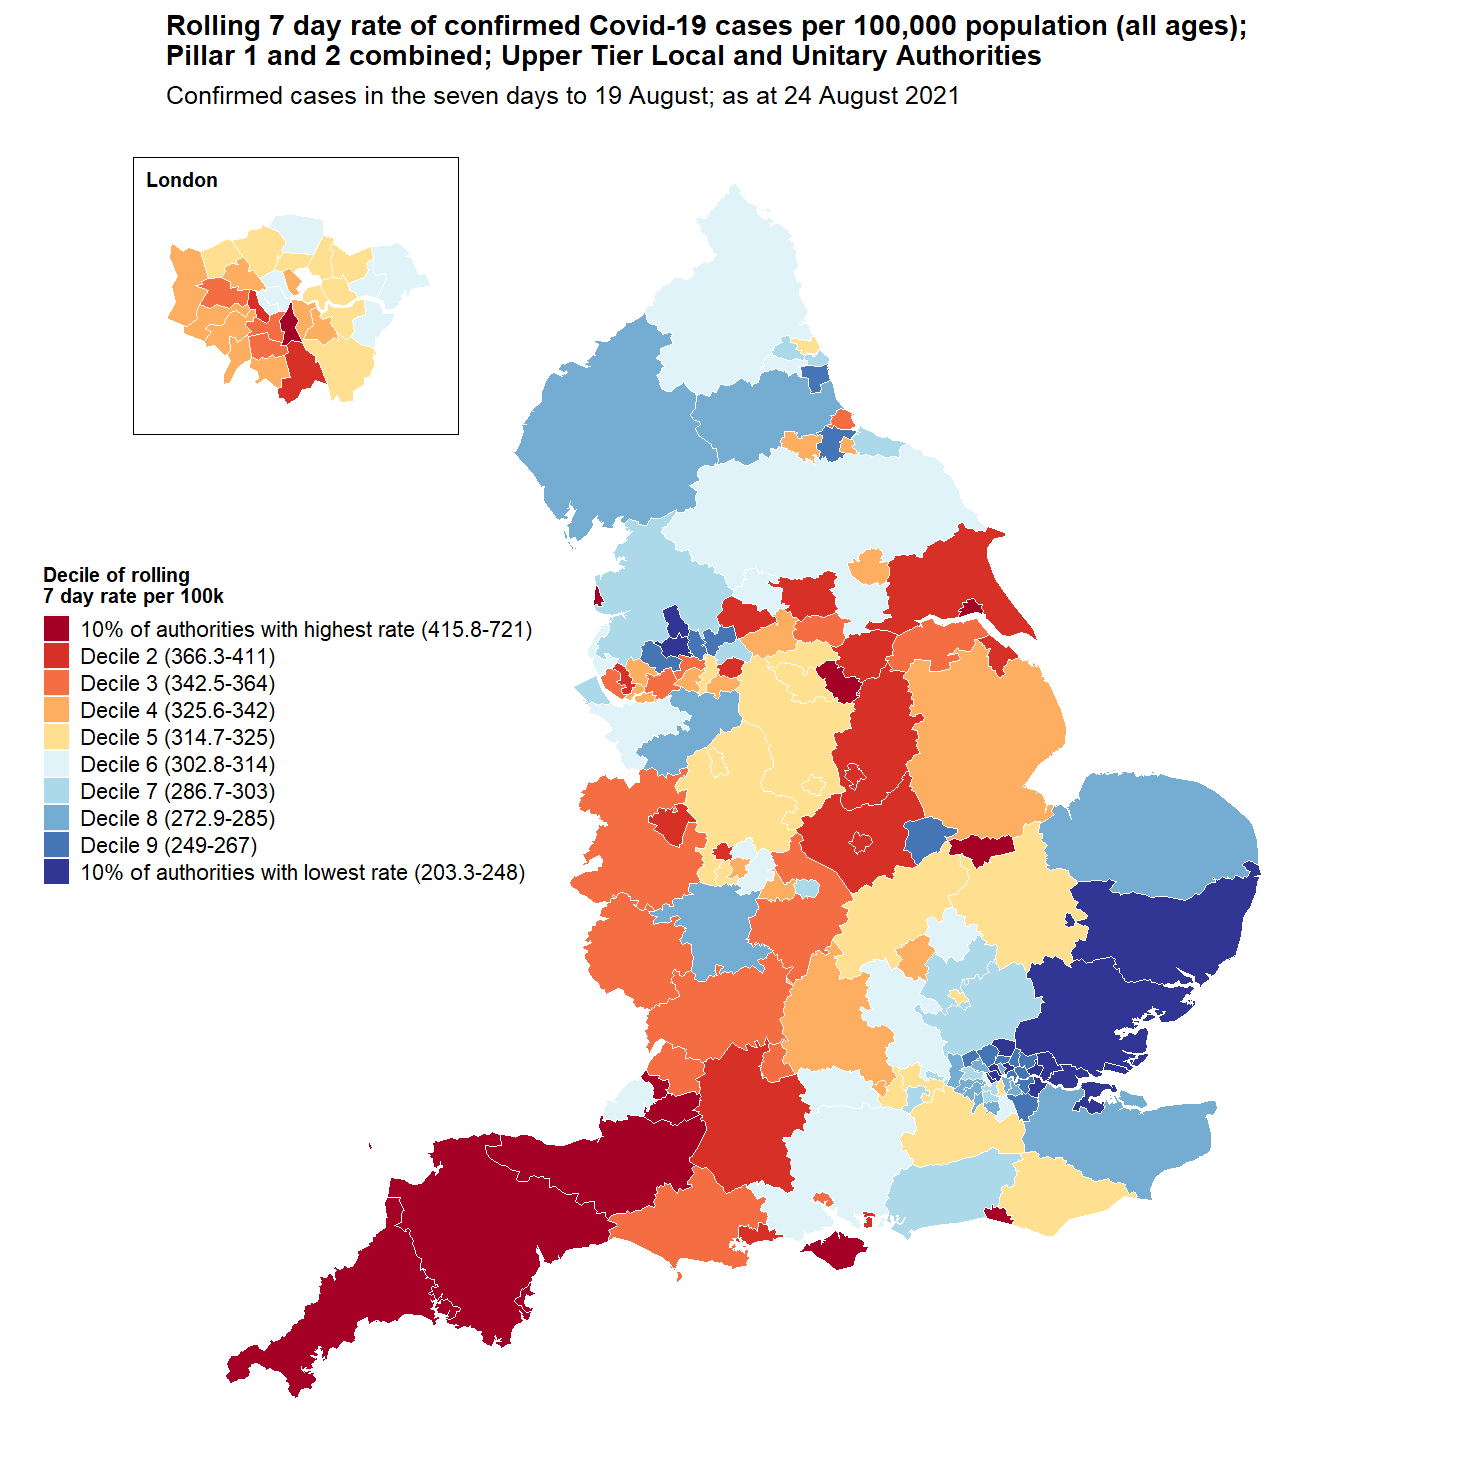 Rolling 7 day rate of confirmed Covid-19 cases per 100,000 population (all ages);
Pillar 1 and 2 combined; Upper Tier Local and Unitary Authorities
Confirmed cases in the seven days to 19 August; as at 24 August 2021
London
Decile of rolling
7 day rate per 100k
10% of authorities with highest rate (415.8-721)
Decile 2 (366.3-411)
Decile 3 (342.5-364)
Decile 4 (325.6-342)
Decile 5 (314.7-325)
Decile 6 (302.8-314)
Decile 7 (286.7-303)
Decile 8 (272.9-285)
Decile 9 (249-267)
10% of authorities with lowest rate (203.3-248)